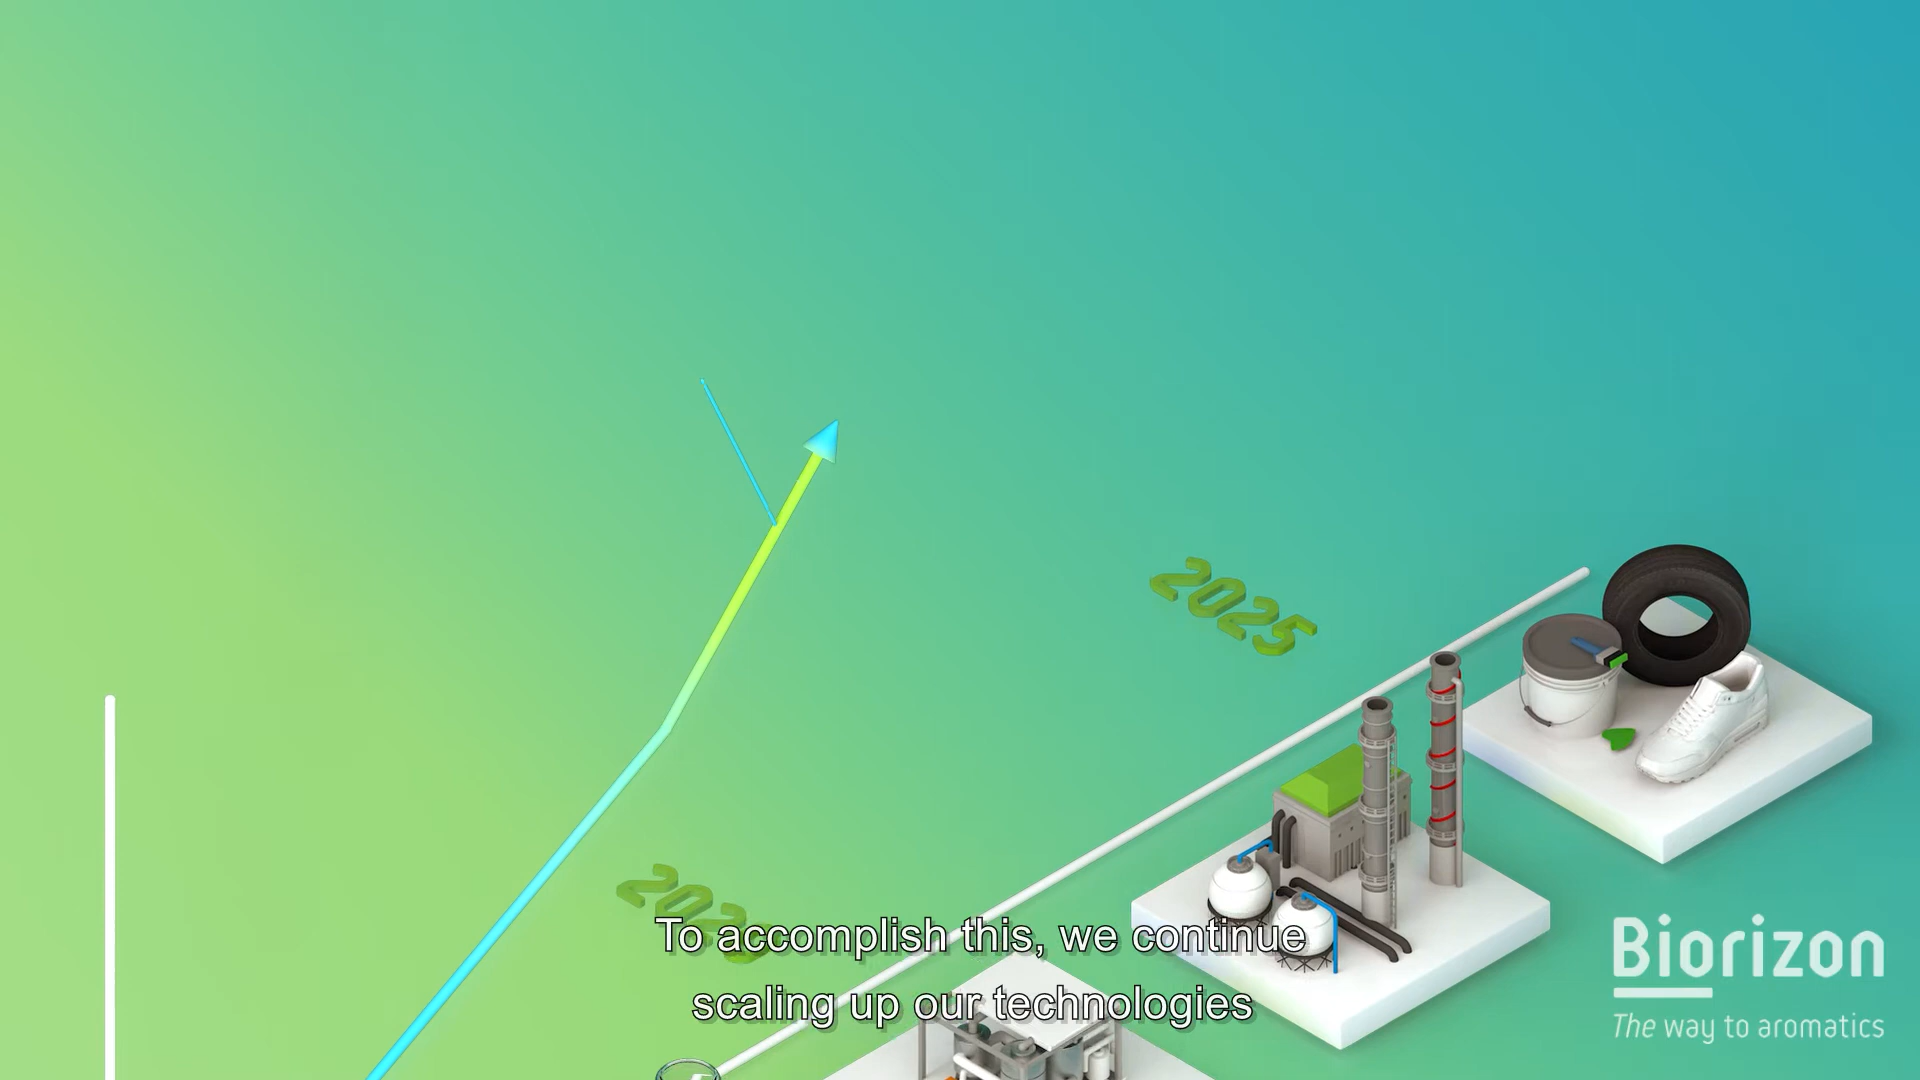 2025
To accomplish this, we continue
scaling up our technologies
Biorizon
The way to aromatics